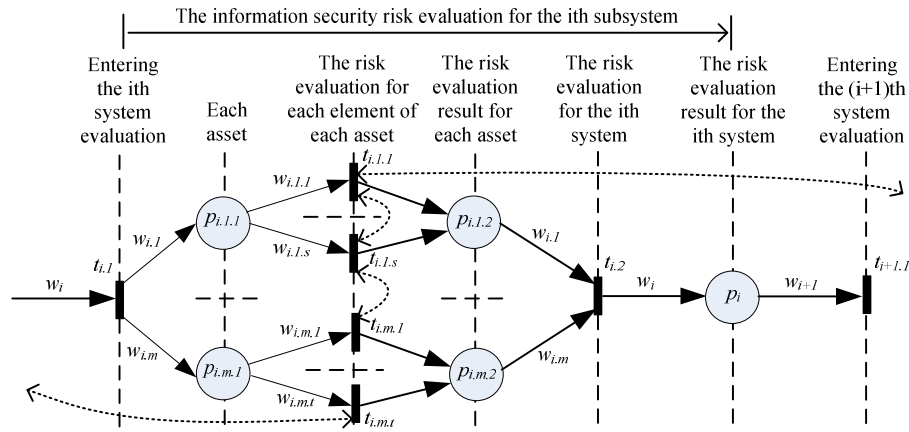 The information security risk evaluation for the ith subsystem
Entering
the ith
system
evaluation
Each
asset
The risk
evaluation for
each element of
each asset
The risk
evaluation
result for
each asset
The risk
evaluation
for the ith
system
The risk
evaluation
result for the
ith system
Entering
the (i+1)th
system
evaluation
t_{i.1.1}
w_{i.1.1}
p_{i.1.1}
p_{i.1.2}
w_{i.1}
w_{i.1.s}
w_{i.1}
t_{i.1}
t_{i.1.s}
t_{i.2}
t_{i+1.1}
w_i
w_i
p_i
w_{i+1}
w_{i.m.1}
t_{i.m.1}
w_{i.m}
w_{i.m}
p_{i.m.1}
p_{i.m.2}
w_{i.m.t}
t_{i.m.t}